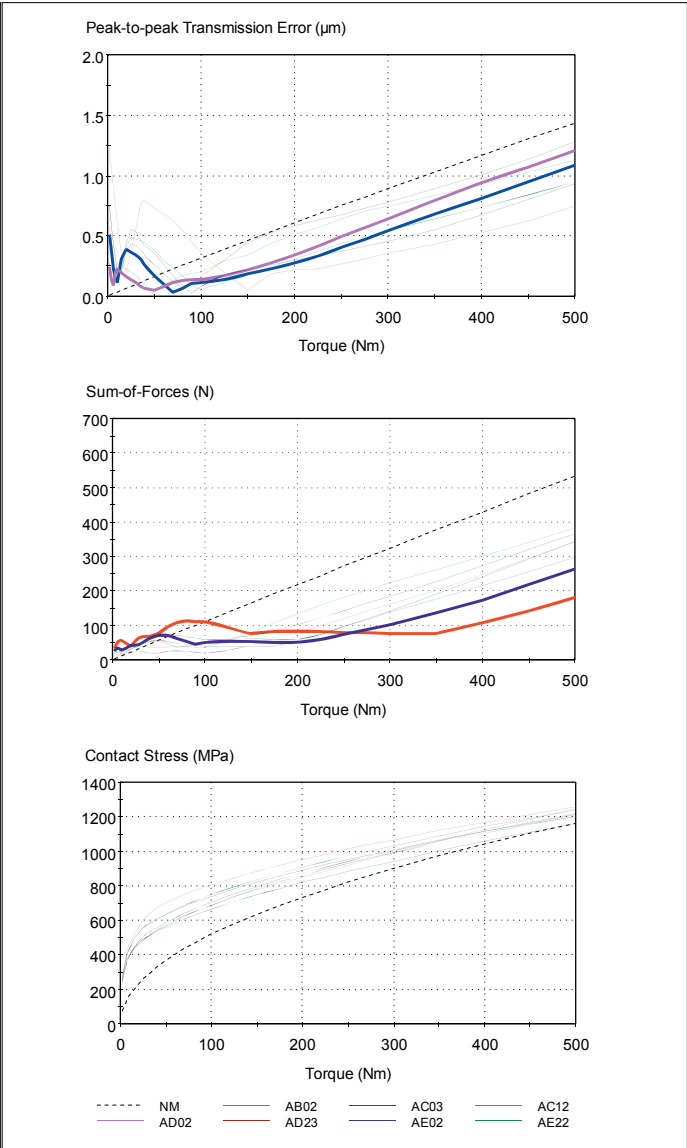 Peak-to-peak Transmission Error (µm)
2.0
1.5
1.0
0.5
0.0
0 100 200 300 400 500
Torque (Nm)
Sum-of-Forces (N)
700
600
500
400
300
200
100
0
0 100 200 300 400 500
Torque (Nm)
Contact Stress (MPa)
1400
1200
1000
800
600
400
200
0
0 100 200 300 400 500
Torque (Nm)
NM AB02 AC03 AC12
AD02 AD23 AE02 AE22